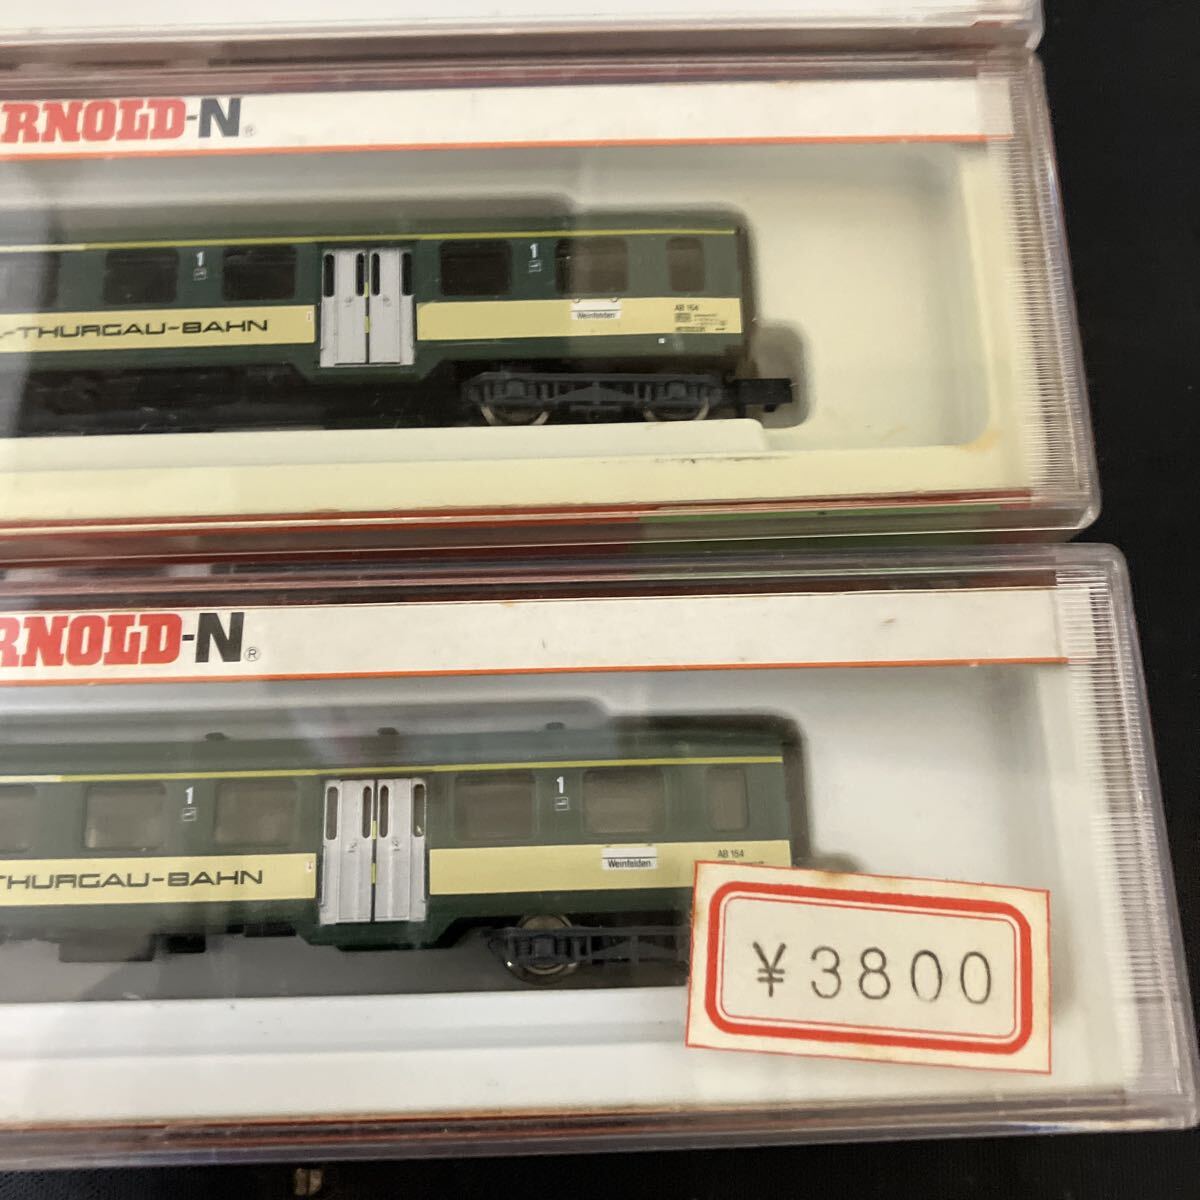 RNOLD-N®
1
1
-THURGAU-BAHN
Weinfelden
AB 154
RNOLD-N®
1
1
THURGAU-BAHN
Weinfelden
AB 154
¥3800